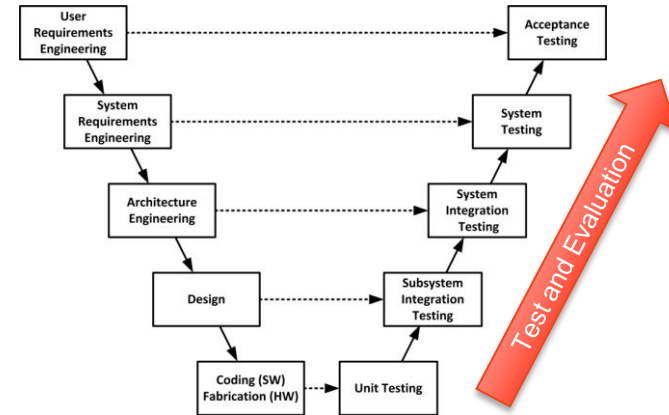 User
Requirements
Engineering
Acceptance
Testing
System
Requirements
Engineering
System
Testing
Architecture
Engineering
System
Integration
Testing
Design
Subsystem
Integration
Testing
Coding (SW)
Fabrication (HW)
Unit Testing
Test and Evaluation